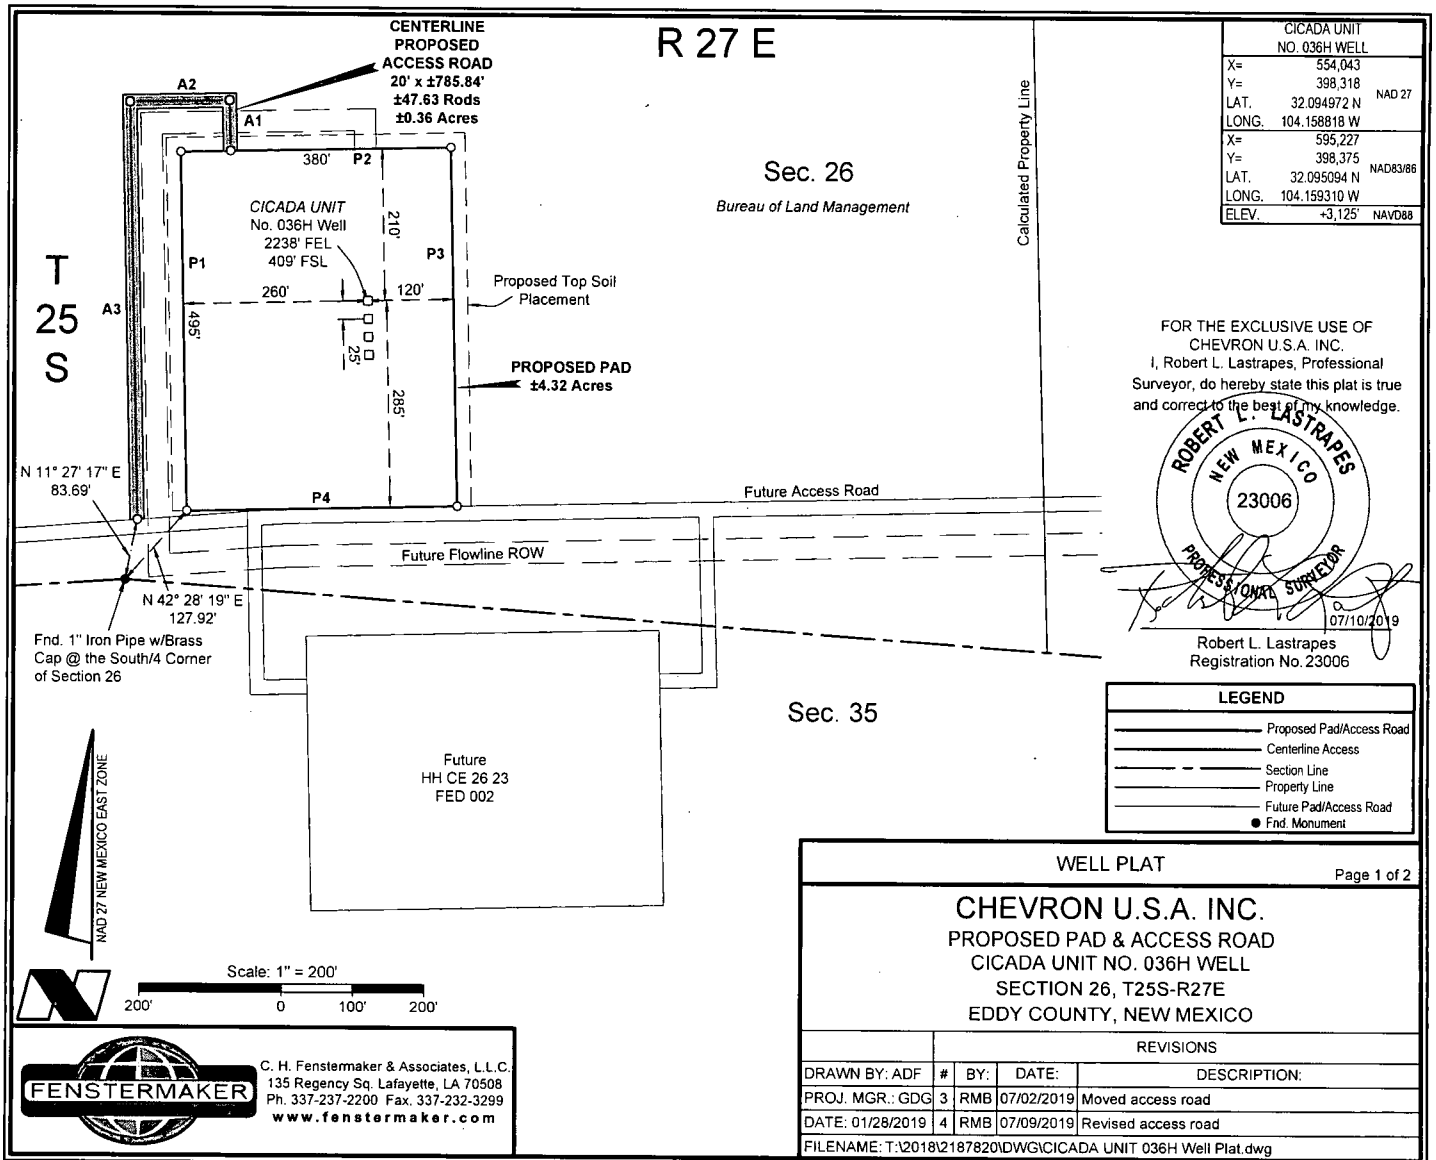 R 27 E
CENTERLINE
PROPOSED
ACCESS ROAD
20' x ±785.84'
±47.63 Rods
±0.36 Acres
A2
A1
A3
380'
P2
CICADA UNIT
No. 036H Well
2238' FEL
409' FSL
210'
P1
P3
260'
120'
495'
25'
285'
P4
Proposed Top Soil
Placement
PROPOSED PAD
±4.32 Acres
T
25
S
Sec. 26
Bureau of Land Management
Calculated Property Line
CICADA UNIT
NO. 036H WELL
X= 554,043
Y= 398,318
LAT. 32.094972 N
LONG. 104.158818 W
NAD 27
X= 595,227
Y= 398,375
LAT. 32.095094 N
LONG. 104.159310 W
NAD83/86
ELEV. +3,125' NAVD88
FOR THE EXCLUSIVE USE OF
CHEVRON U.S.A. INC.
I, Robert L. Lastrapes, Professional
Surveyor, do hereby state this plat is true
and correct to the best of my knowledge.
ROBERT L. LASTRAPES
NEW MEXICO
23006
PROFESSIONAL SURVEYOR
07/10/2019
Robert L. Lastrapes
Registration No. 23006
N 11° 27' 17" E
83.69'
N 42° 28' 19" E
127.92'
Fnd. 1" Iron Pipe w/Brass
Cap @ the South/4 Corner
of Section 26
Future Access Road
Future Flowline ROW
Sec. 35
Future
HH CE 26 23
FED 002
LEGEND
Proposed Pad/Access Road
Centerline Access
Section Line
Property Line
Future Pad/Access Road
Fnd. Monument
NAD 27 NEW MEXICO EAST ZONE
Scale: 1" = 200'
200' 0 100' 200'
FENSTERMAKER
C. H. Fenstermaker & Associates, L.L.C.
135 Regency Sq. Lafayette, LA 70508
Ph. 337-237-2200 Fax. 337-232-3299
www.fenstermaker.com
WELL PLAT
Page 1 of 2
CHEVRON U.S.A. INC.
PROPOSED PAD & ACCESS ROAD
CICADA UNIT NO. 036H WELL
SECTION 26, T25S-R27E
EDDY COUNTY, NEW MEXICO
REVISIONS
DRAWN BY: ADF # BY: DATE: DESCRIPTION:
PROJ. MGR.: GDG 3 RMB 07/02/2019 Moved access road
DATE: 01/28/2019 4 RMB 07/09/2019 Revised access road
FILENAME: T:\2018\2187820\DWG\CICADA UNIT 036H Well Plat.dwg